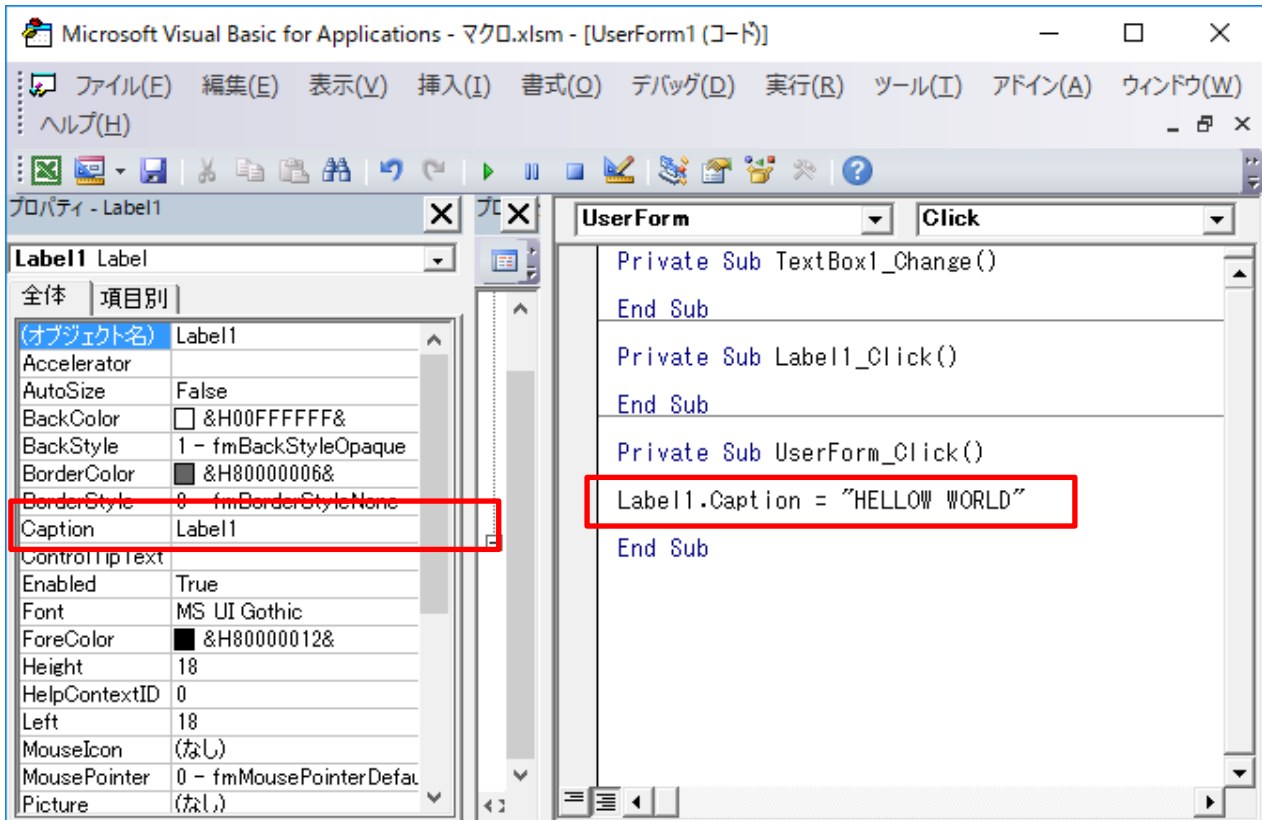 Microsoft Visual Basic for Applications - マクロ.xlsm - [UserForm1 (コード)]
ファイル(F) 編集(E) 表示(V) 挿入(I) 書式(O) デバッグ(D) 実行(R) ツール(T) アドイン(A) ウィンドウ(W)
ヘルプ(H)
プロパティ - Label1
Label1 Label
全体 項目別
(オブジェクト名) Label1
Accelerator
AutoSize False
BackColor &H00FFFFFF&
BackStyle 1 - fmBackStyleOpaque
BorderColor &H80000006&
BorderStyle 0 - fmBorderStyleNone
Caption Label1
ControlTipText
Enabled True
Font MS UI Gothic
ForeColor &H80000012&
Height 18
HelpContextID 0
Left 18
MouseIcon (なし)
MousePointer 0 - fmMousePointerDefau
Picture (なし)
プロ
UserForm Click
Private Sub TextBox1_Change()
End Sub
Private Sub Label1_Click()
End Sub
Private Sub UserForm_Click()
Label1.Caption = "HELLOW WORLD"
End Sub